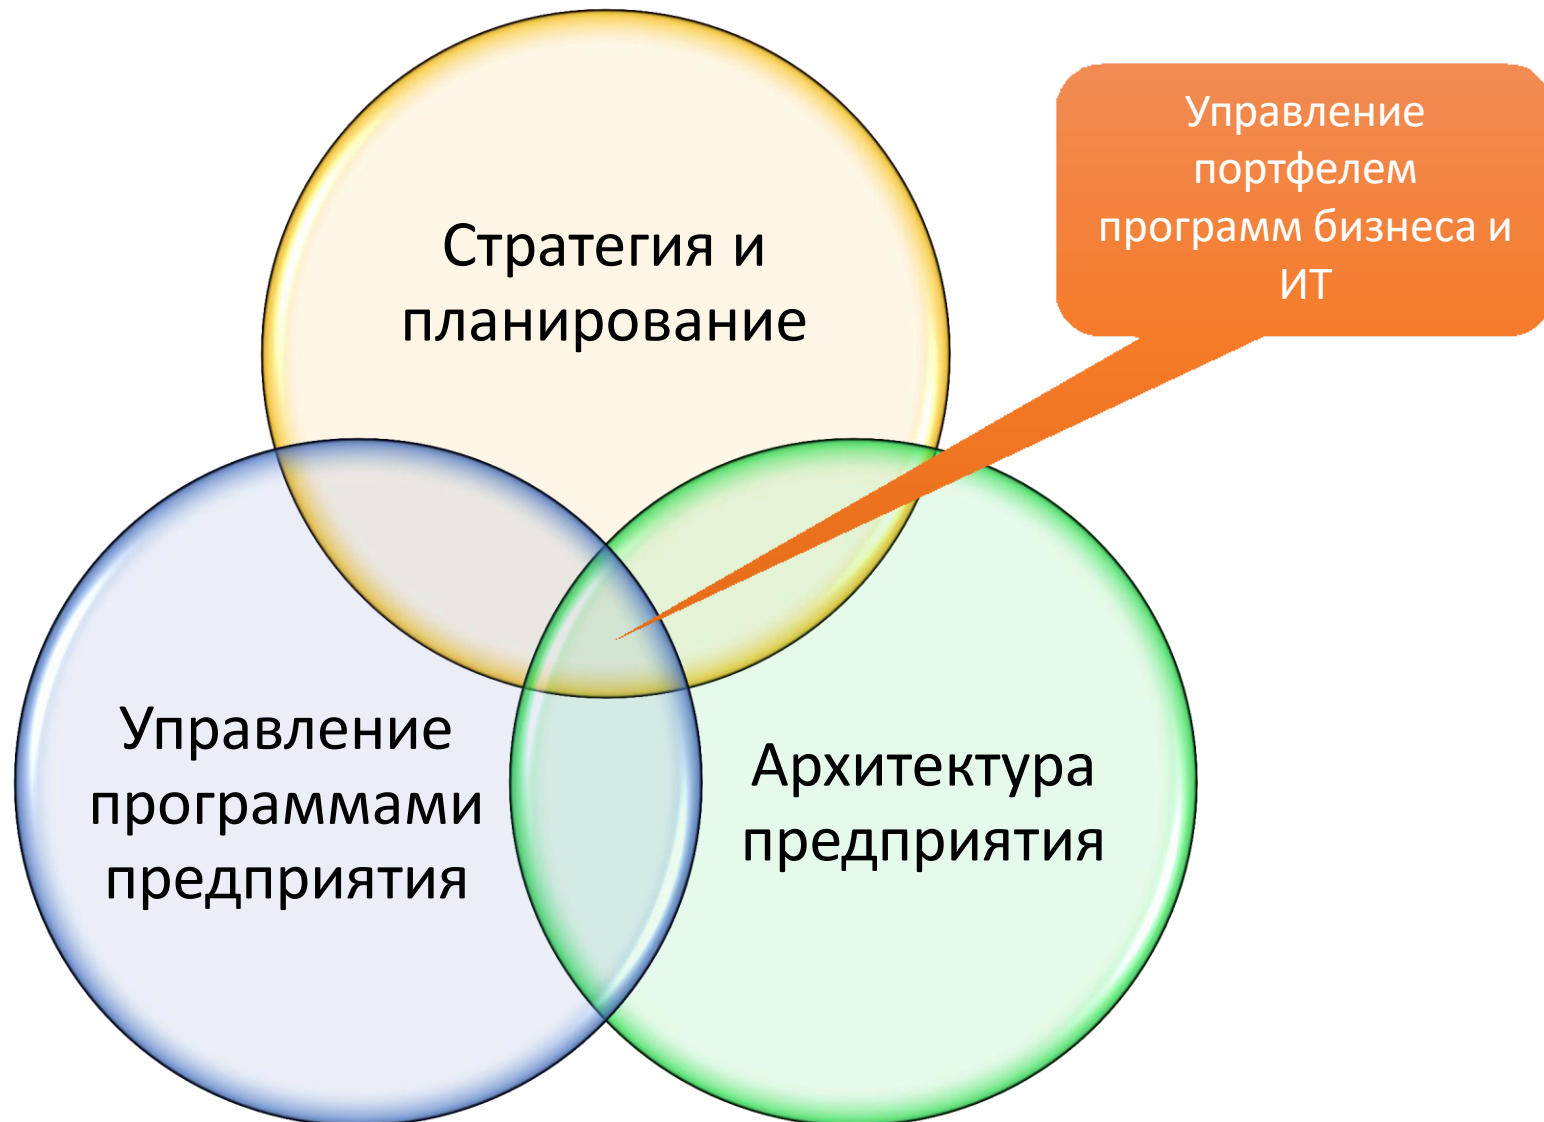 Стратегия и
планирование
Управление
портфелем
программ бизнеса и
ИТ
Управление
программами
предприятия
Архитектура
предприятия